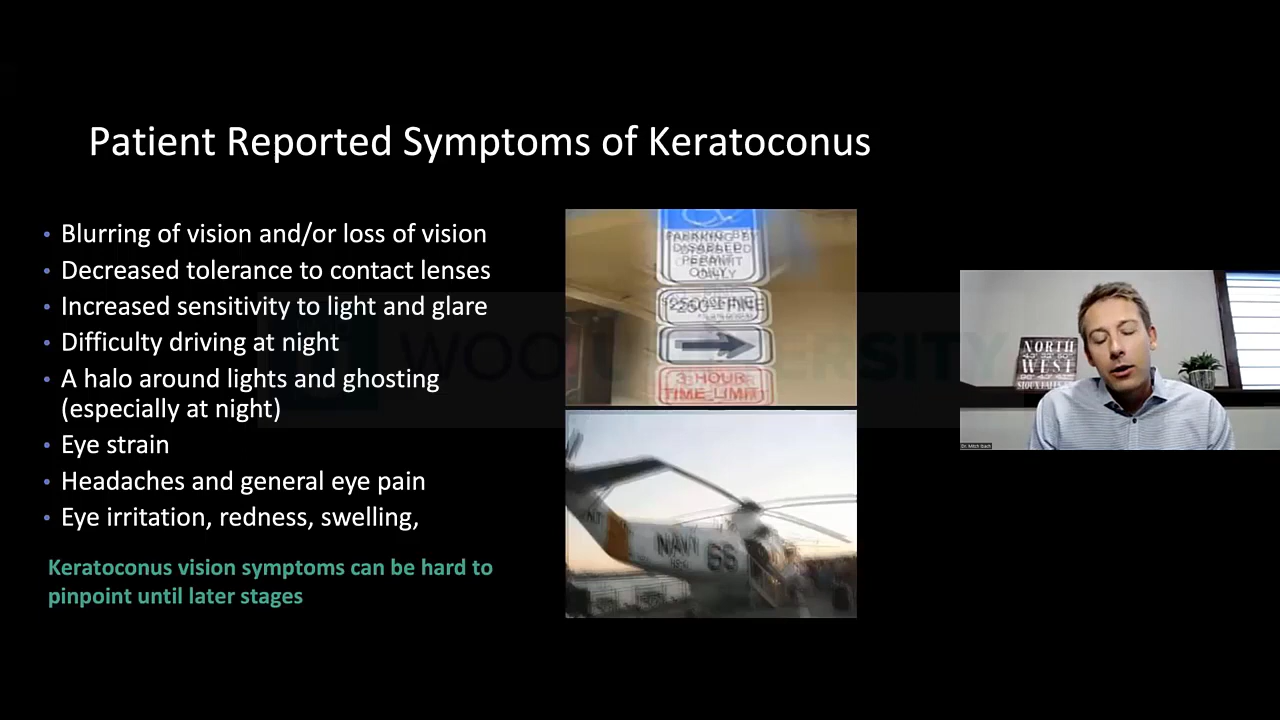 Patient Reported Symptoms of Keratoconus
• Blurring of vision and/or loss of vision
• Decreased tolerance to contact lenses
• Increased sensitivity to light and glare
• Difficulty driving at night
• A halo around lights and ghosting
(especially at night)
• Eye strain
• Headaches and general eye pain
• Eye irritation, redness, swelling,
Keratoconus vision symptoms can be hard to
pinpoint until later stages
PARKING BY
DISABLED
PERMIT
ONLY
$250 FINE
3 HOUR
TIME LIMIT
NAVY
66
NORTH
WEST
SIOUX FALLS
Dr. Mitch Ibach